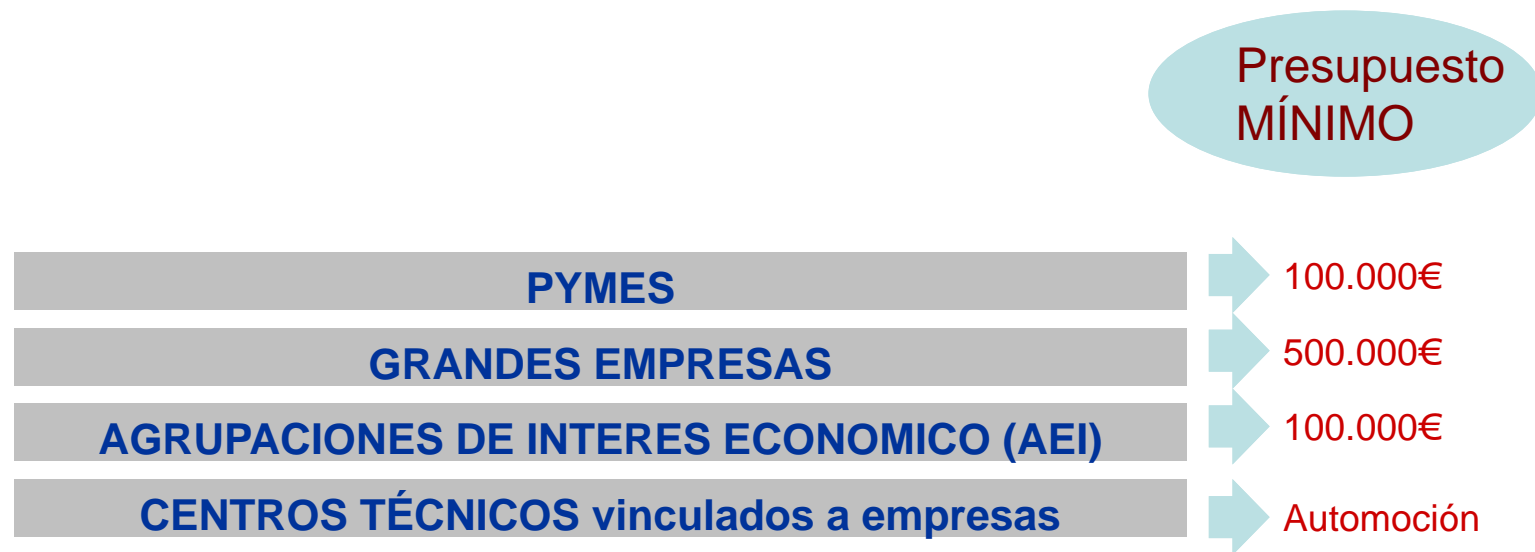 Presupuesto
MÍNIMO
PYMES
100.000€
GRANDES EMPRESAS
500.000€
AGRUPACIONES DE INTERES ECONOMICO (AEI)
100.000€
CENTROS TÉCNICOS vinculados a empresas
Automoción